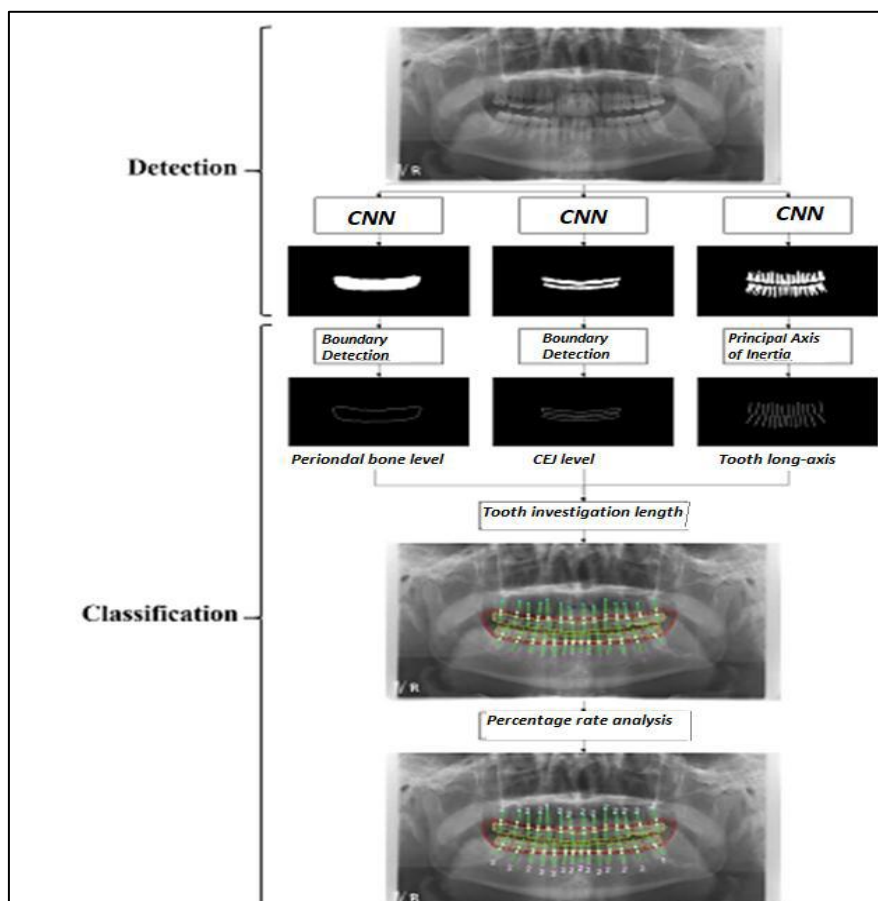 Detection
R
CNN
CNN
CNN
Boundary
Detection
Boundary
Detection
Principal Axis
of Inertia
Periondal bone level
CEJ level
Tooth long-axis
Tooth investigation length
Classification
R
Percentage rate analysis
R